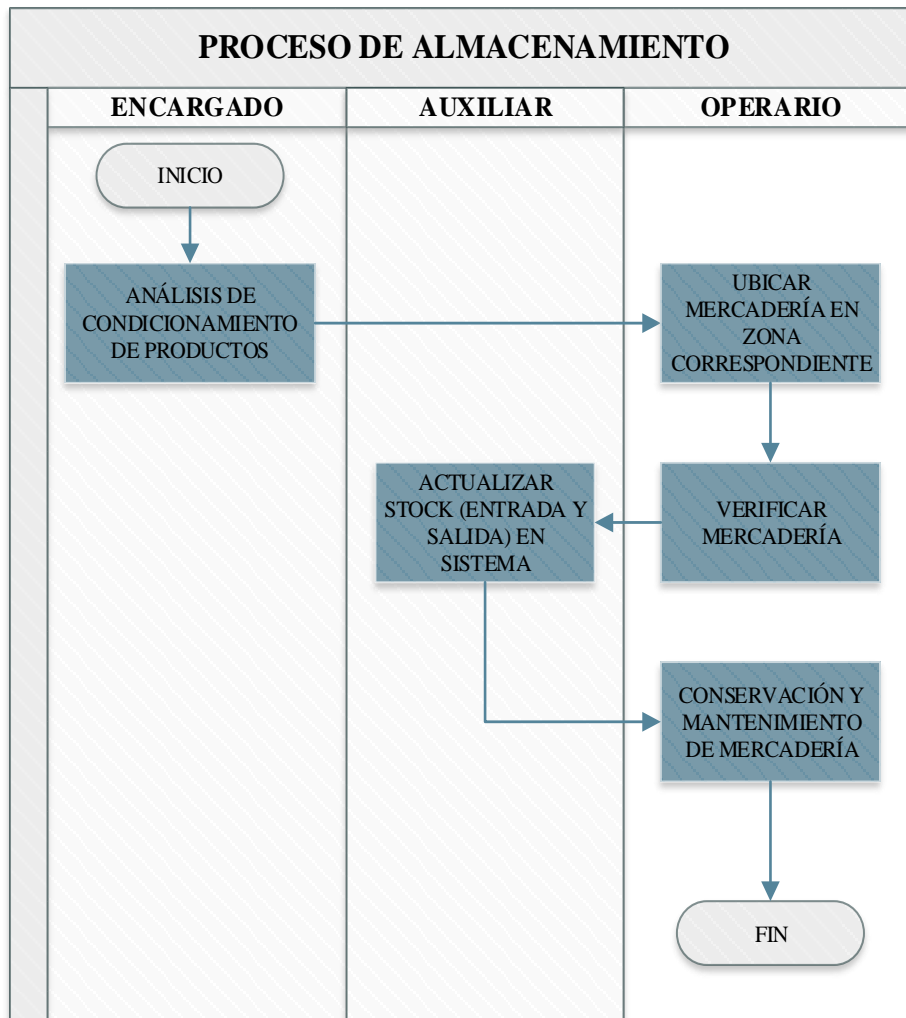 PROCESO DE ALMACENAMIENTO
ENCARGADO
AUXILIAR
OPERARIO
INICIO
ANÁLISIS DE
CONDICIONAMIENTO
DE PRODUCTOS
UBICAR
MERCADERÍA EN
ZONA
CORRESPONDIENTE
ACTUALIZAR
STOCK (ENTRADA Y
SALIDA) EN
SISTEMA
VERIFICAR
MERCADERÍA
CONSERVACIÓN Y
MANTENIMIENTO
DE MERCADERÍA
FIN